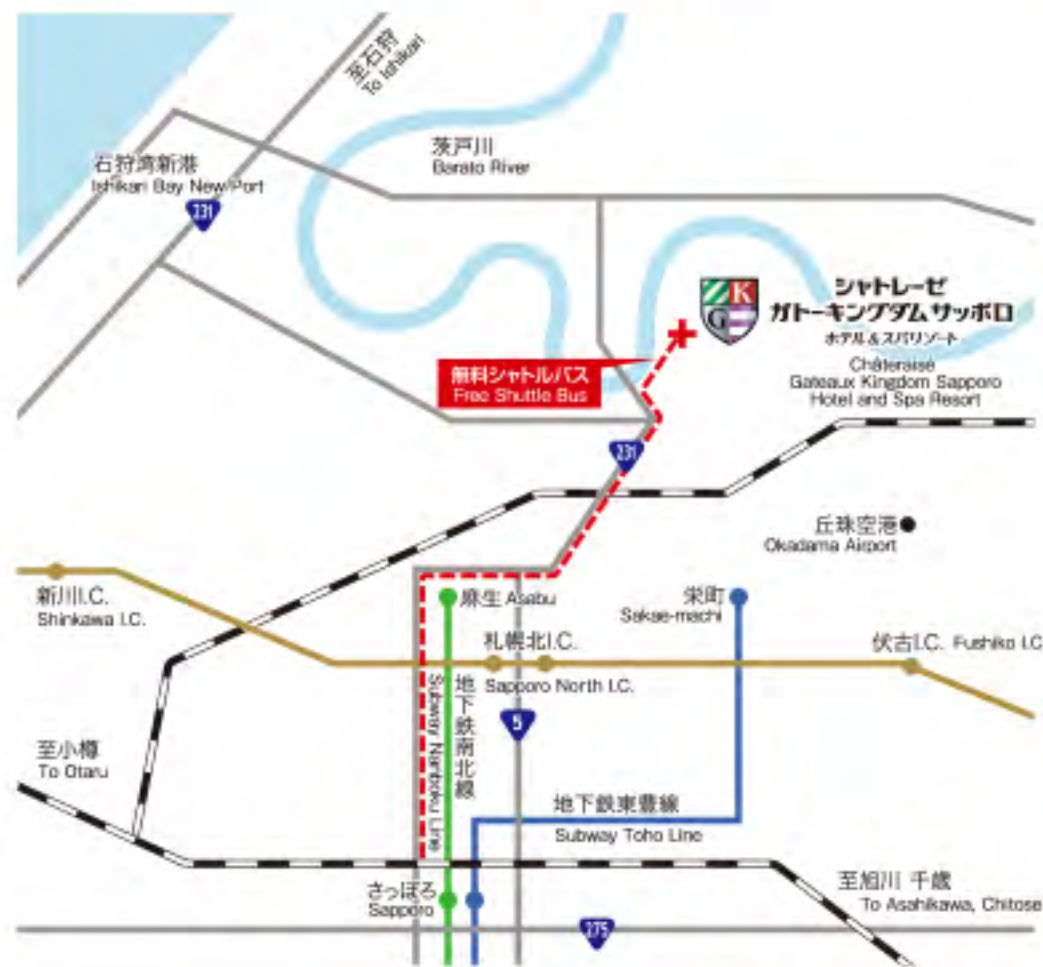 至石狩
To Ishikari
茨戸川
Barato River
石狩湾新港
Ishikari Bay New Port
231
K
G
シャトレーゼ
ガトーキングダム サッポロ
ホテル&スパリゾート
Châteraisé
Gateaux Kingdom Sapporo
Hotel and Spa Resort
無料シャトルバス
Free Shuttle Bus
231
丘珠空港
Okadama Airport
新川I.C.
Shinkawa I.C.
麻生 Asabu
栄町
Sakae-machi
札幌北I.C.
Sapporo North I.C.
伏古I.C. Fushiko I.C
地下鉄南北線
Subway Nanboku Line
5
至小樽
To Otaru
地下鉄東豊線
Subway Toho Line
さっぽろ
Sapporo
至旭川 千歳
To Asahikawa, Chitose
275